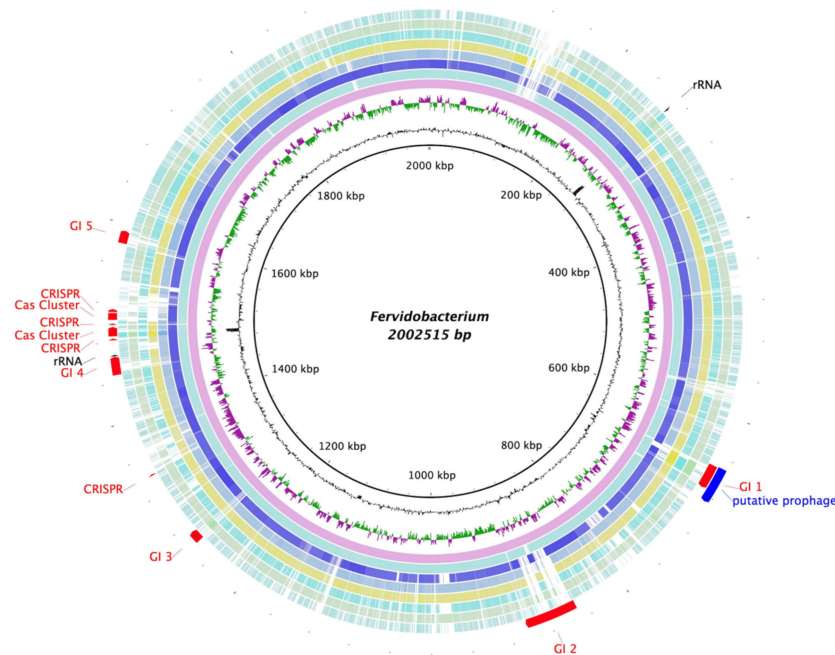 rRNA
2000 kbp
200 kbp
1800 kbp
GI 5
1600 kbp
400 kbp
CRISPR
Cas Cluster
CRISPR
Cas Cluster
CRISPR
rRNA
GI 4
Fervidobacterium
2002515 bp
1400 kbp
600 kbp
1200 kbp
800 kbp
1000 kbp
CRISPR
GI 1
putative prophage
GI 3
GI 2